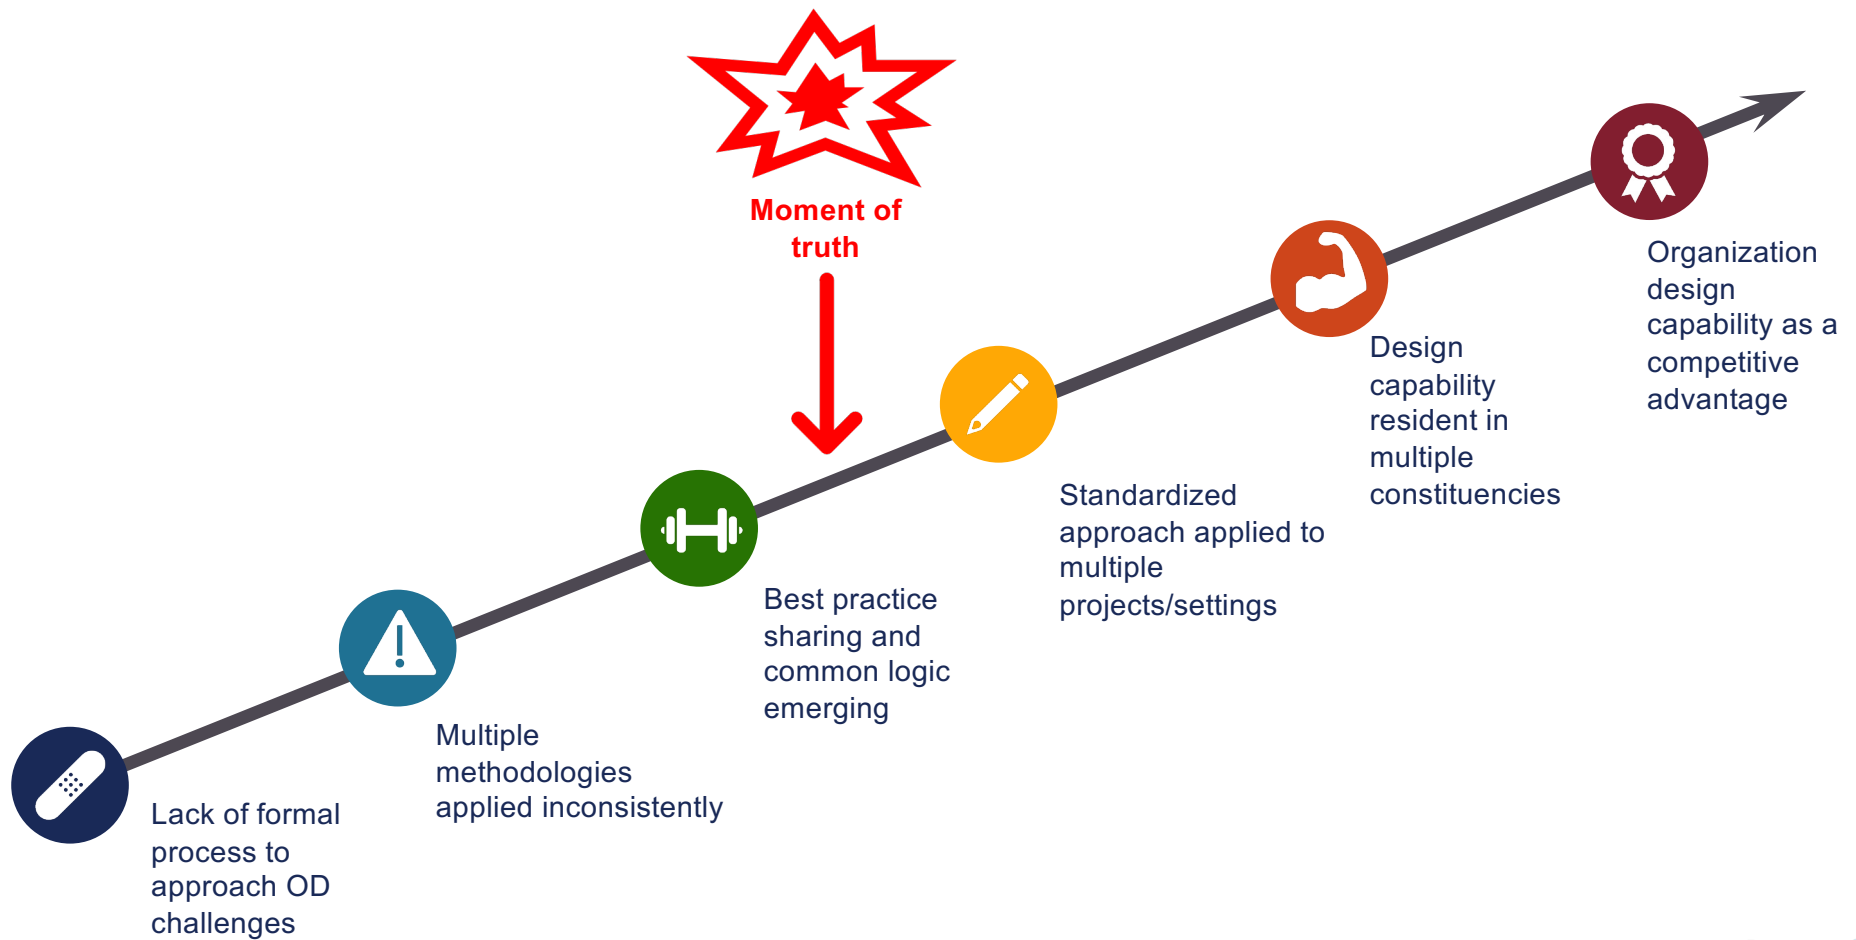 Moment of
truth
Organization
design
capability as a
competitive
advantage
Design
capability
resident in
multiple
constituencies
Standardized
approach applied to
multiple
projects/settings
Best practice
sharing and
common logic
emerging
Multiple
methodologies
applied inconsistently
Lack of formal
process to
approach OD
challenges